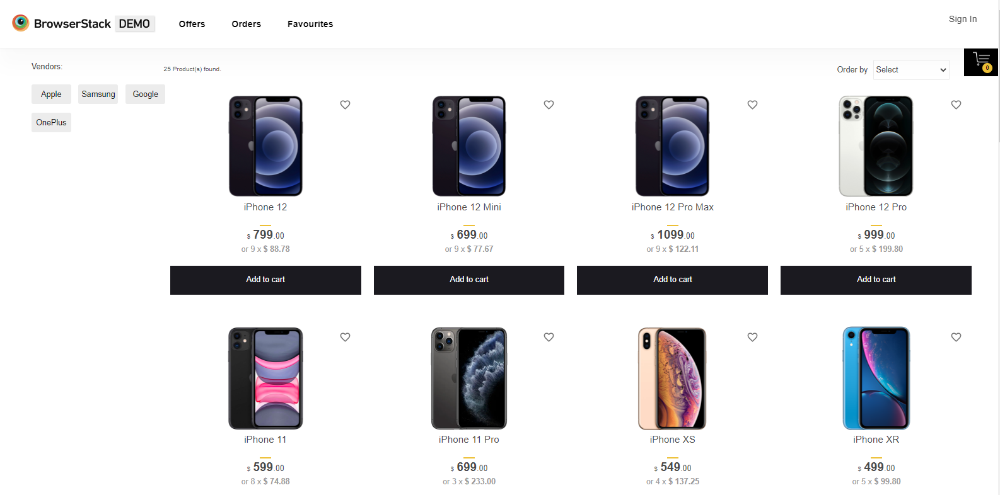 BrowserStack DEMO
Offers
Orders
Favourites
Sign In
0
Vendors:
Apple
Samsung
Google
OnePlus
25 Product(s) found.
Order by
Select
iPhone 12
$ 799.00
or 9 x $ 88.78
Add to cart
iPhone 12 Mini
$ 699.00
or 9 x $ 77.67
Add to cart
iPhone 12 Pro Max
$ 1099.00
or 9 x $ 122.11
Add to cart
iPhone 12 Pro
$ 999.00
or 5 x $ 199.80
Add to cart
iPhone 11
$ 599.00
or 8 x $ 74.88
iPhone 11 Pro
$ 699.00
or 3 x $ 233.00
iPhone XS
$ 549.00
or 4 x $ 137.25
iPhone XR
$ 499.00
or 5 x $ 99.80